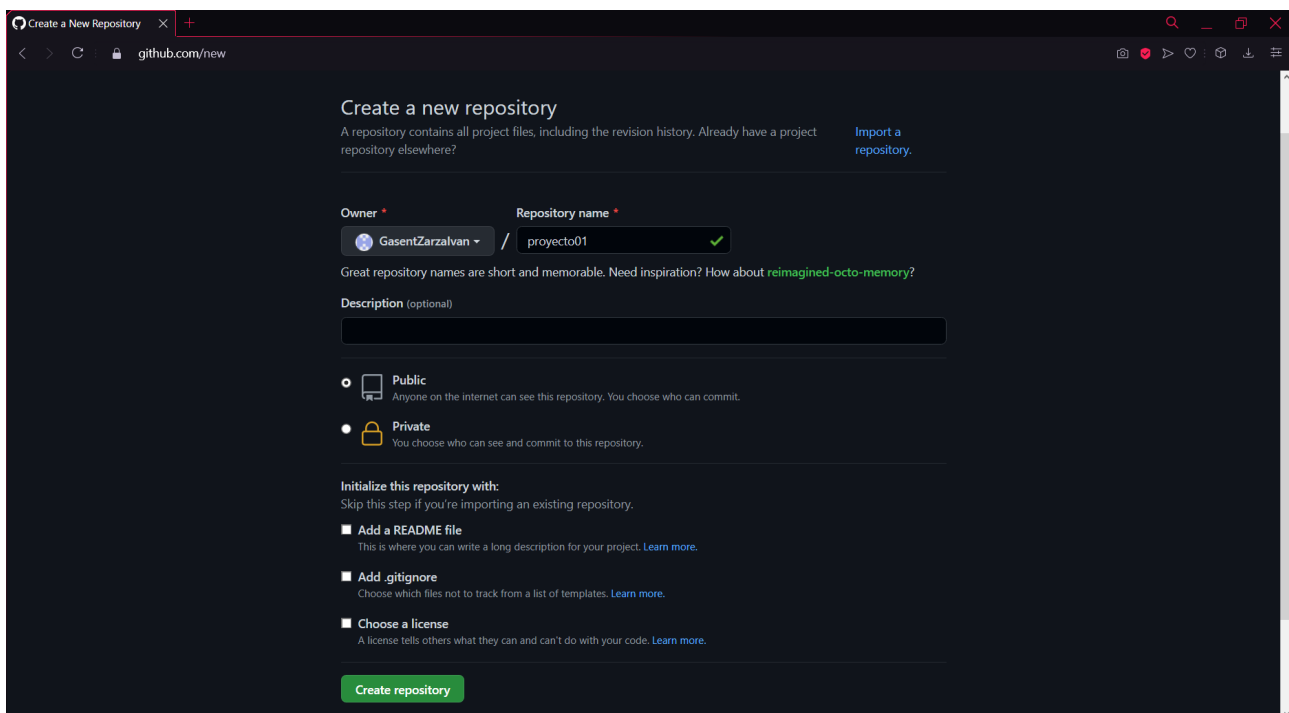 Create a New Repository
github.com/new
Create a new repository
A repository contains all project files, including the revision history. Already have a project
repository elsewhere?
Import a
repository.
Owner *
Repository name *
GasentZarzalvan / proyecto01
Great repository names are short and memorable. Need inspiration? How about reimagined-octo-memory?
Description (optional)
Public
Anyone on the internet can see this repository. You choose who can commit.
Private
You choose who can see and commit to this repository.
Initialize this repository with:
Skip this step if you're importing an existing repository.
Add a README file
This is where you can write a long description for your project. Learn more.
Add .gitignore
Choose which files not to track from a list of templates. Learn more.
Choose a license
A license tells others what they can and can't do with your code. Learn more.
Create repository